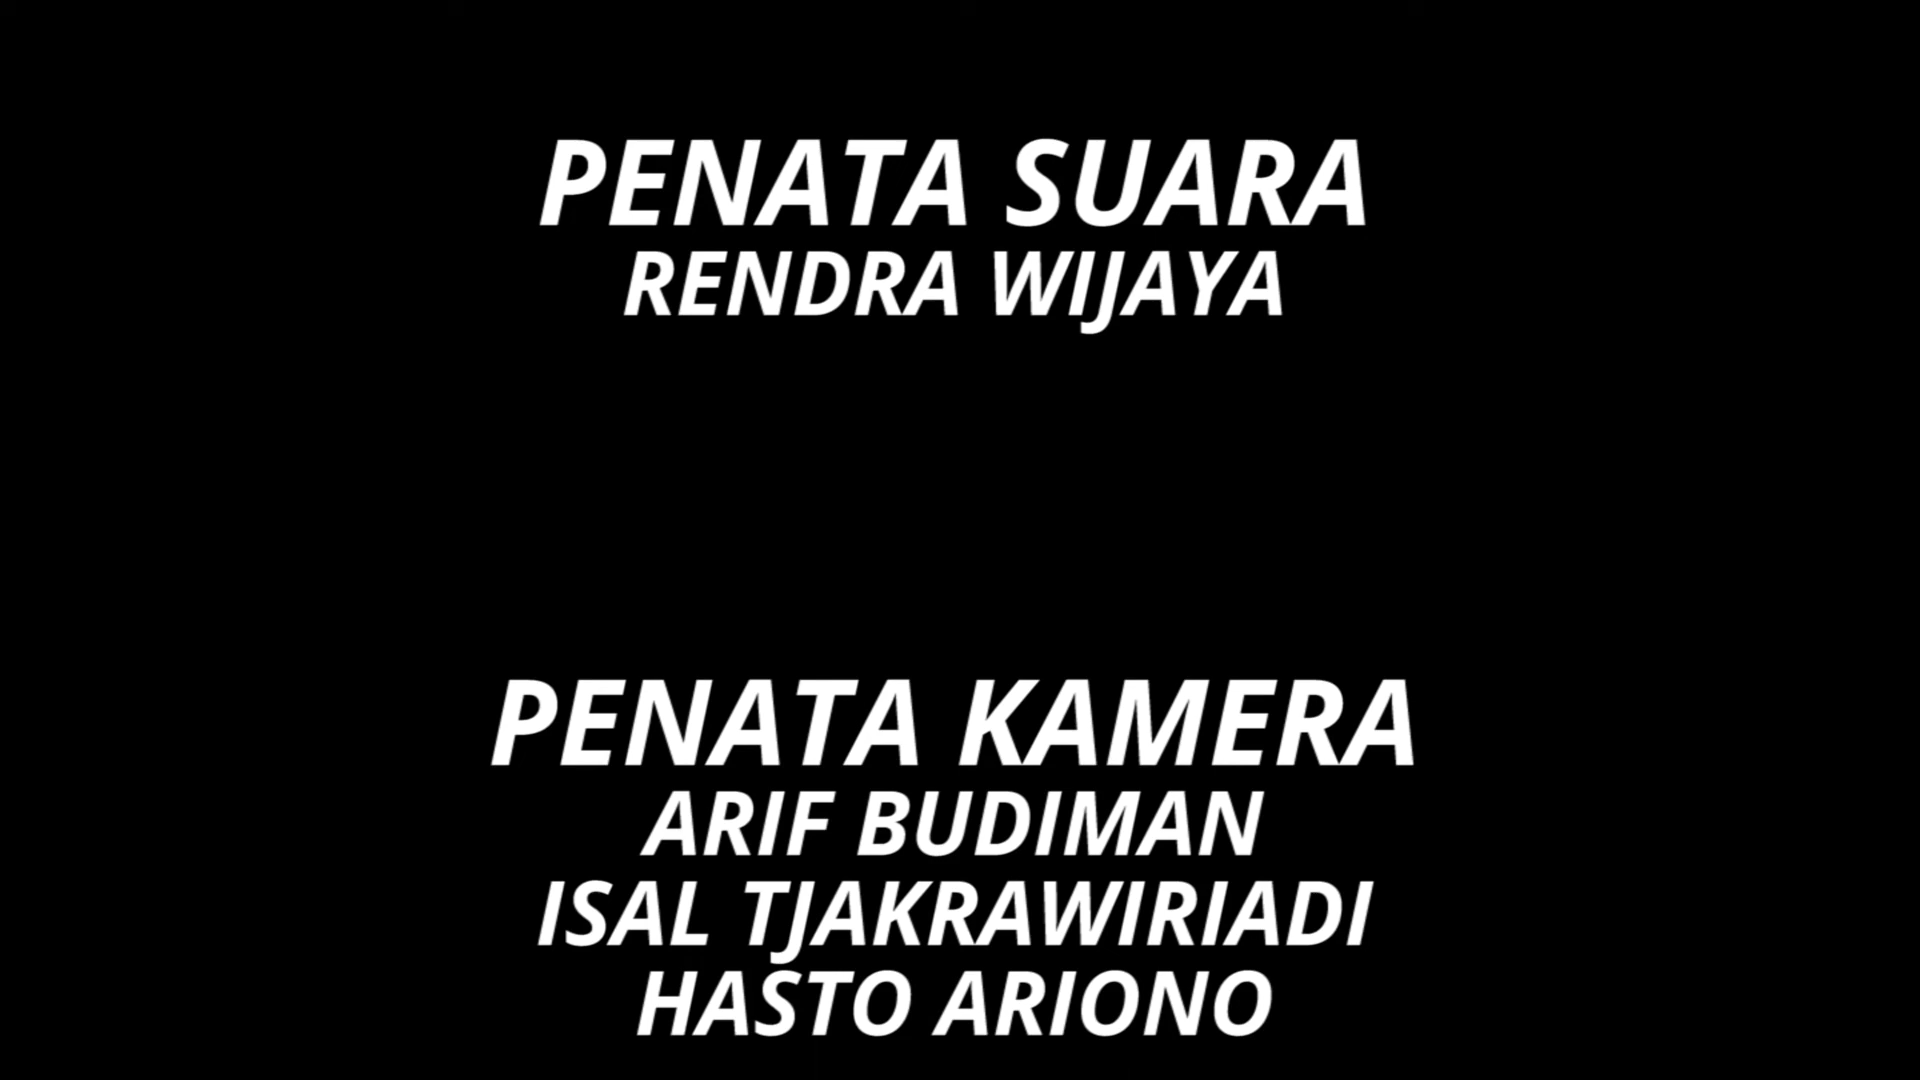 PENATA SUARA
RENDRA WIJAYA
PENATA KAMERA
ARIF BUDIMAN
ISAL TJAKRAWIRIADI
HASTO ARIONO